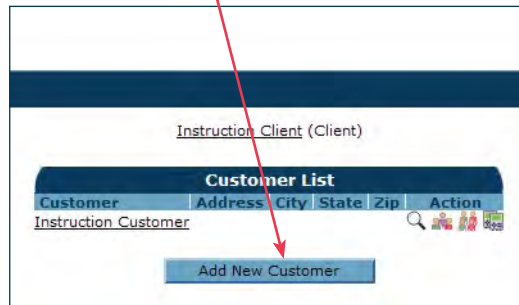 Instruction Client (Client)
Customer List
Customer Address City State Zip Action
Instruction Customer
Add New Customer